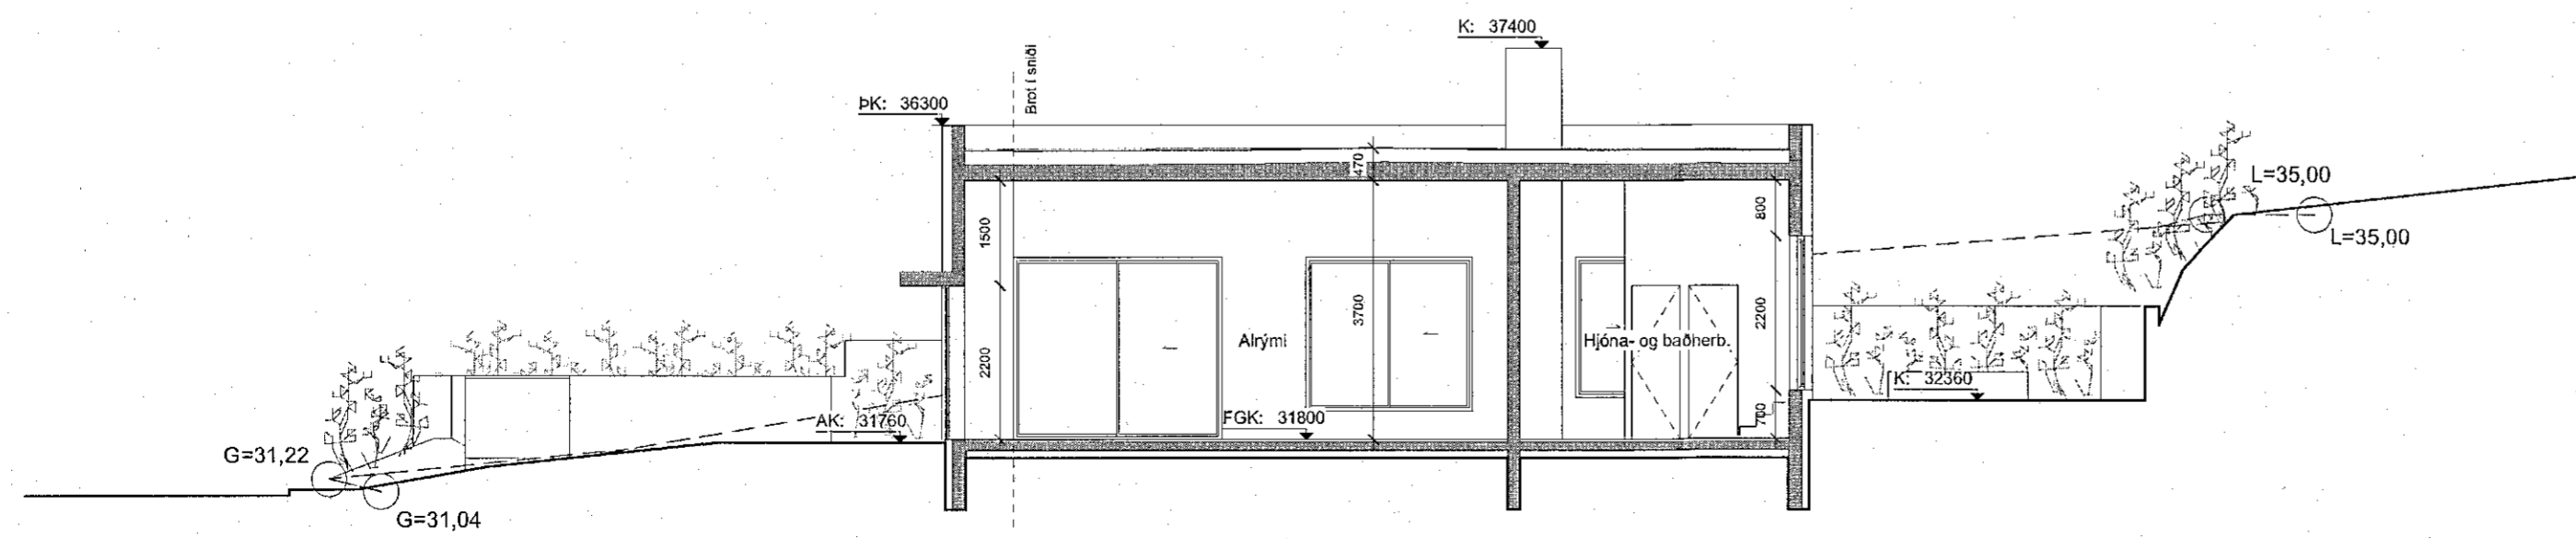 K: 37400
Brot í sniði
ÞK: 36300
470
L=35,00
800
1500
L=35,00
3700
2200
Alrými
Hjóna- og baðherb.
2200
K: 32360
AK: 31760
FGK: 31800
700
G=31,22
G=31,04